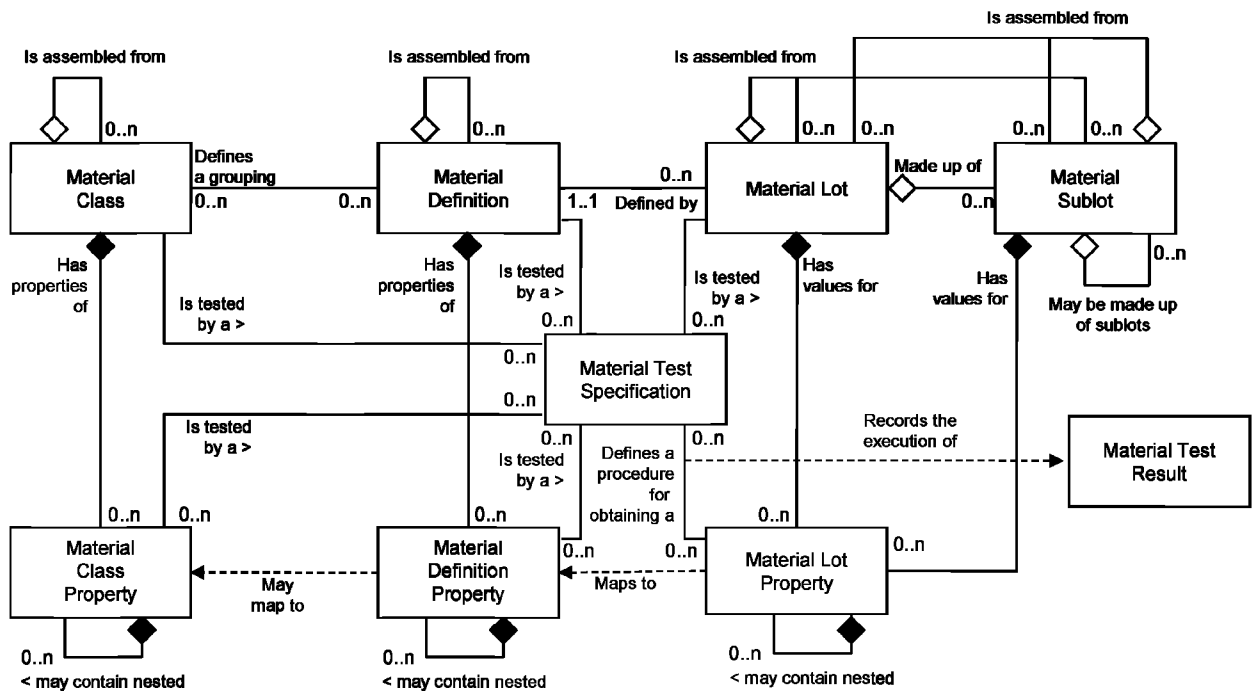 Is assembled from
Is assembled from
Is assembled from
Is assembled from
0..n
0..n
0..n
0..n
0..n
0..n
Material
Class
Defines
a grouping
0..n
0..n
Material
Definition
0..n
1..1
Defined by
Material Lot
Made up of
0..n
Material
Sublot
Has
properties
of
Is tested
by a >
Has
properties
of
Is tested
by a >
0..n
Is tested
by a >
0..n
Has
values for
Has
values for
0..n
May be made up
of sublots
0..n
Material Test
Specification
0..n
Is tested
by a >
0..n
Is tested
by a >
0..n
Defines a
procedure
for
obtaining a
Records the
execution of
Material Test
Result
0..n
0..n
0..n
0..n
Material
Class
Property
May
map to
Material
Definition
Property
0..n
Maps to
0..n
Material Lot
Property
0..n
0..n
< may contain nested
0..n
< may contain nested
0..n
< may contain nested